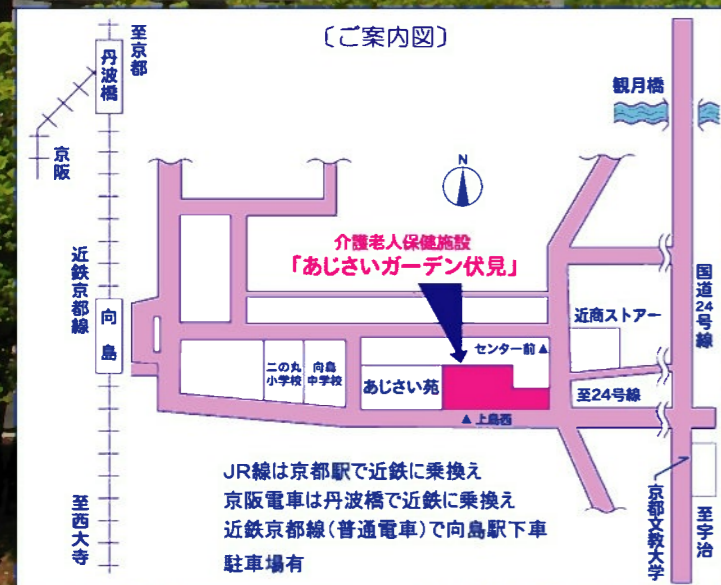 〔ご案内図〕
至京都
丹波橋
京阪
観月橋
N
介護老人保健施設
「あじさいガーデン伏見」
近鉄京都線
向島
国道24号線
近商ストアー
センター前▲
二の丸
小学校
向島
中学校
あじさい苑
至24号線
▲上島西
JR線は京都駅で近鉄に乗換え
京阪電車は丹波橋で近鉄に乗換え
近鉄京都線(普通電車)で向島駅下車
駐車場有
至西大寺
京都文教大学
至宇治